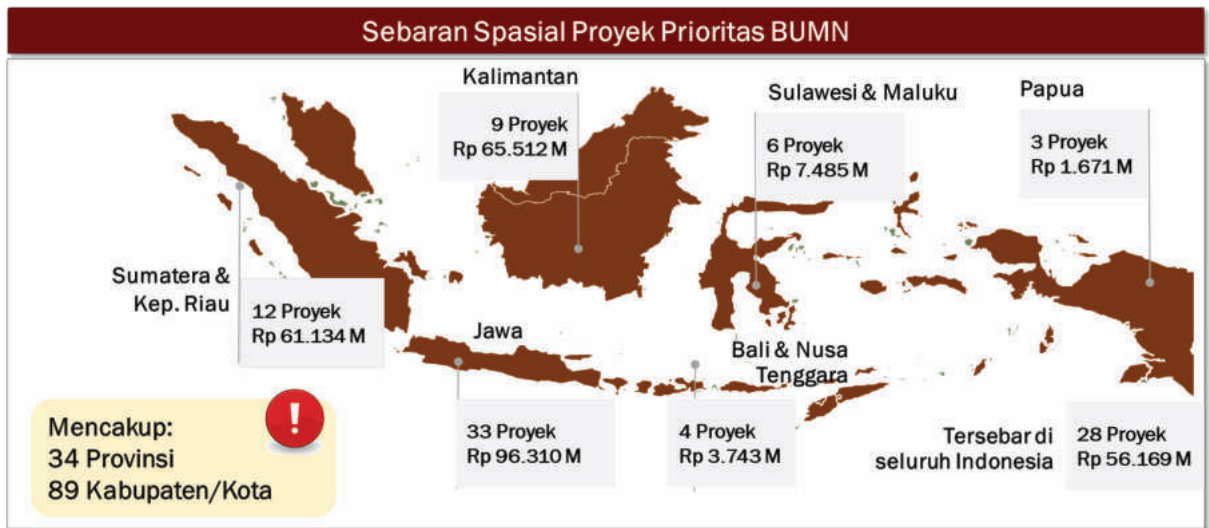 Sebaran Spasial Proyek Prioritas BUMN
Kalimantan
9 Proyek
Rp 65.512 M
Sulawesi & Maluku
6 Proyek
Rp 7.485 M
Papua
3 Proyek
Rp 1.671 M
Sumatera &
Kep. Riau
12 Proyek
Rp 61.134 M
Jawa
33 Proyek
Rp 96.310 M
Bali & Nusa
Tenggara
4 Proyek
Rp 3.743 M
Tersebar di
seluruh Indonesia
28 Proyek
Rp 56.169 M
Mencakup:
34 Provinsi
89 Kabupaten/Kota
!